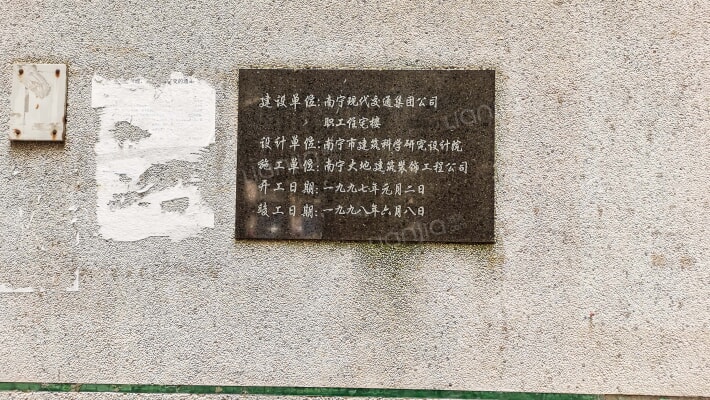 建设单位:南宁现代交通集团公司
职工住宅楼
设计单位:南宁市建筑科学研究设计院
施工单位:南宁大地建筑装饰工程公司
开工日期:一九九七年元月二日
竣工日期:一九九八年六月八日